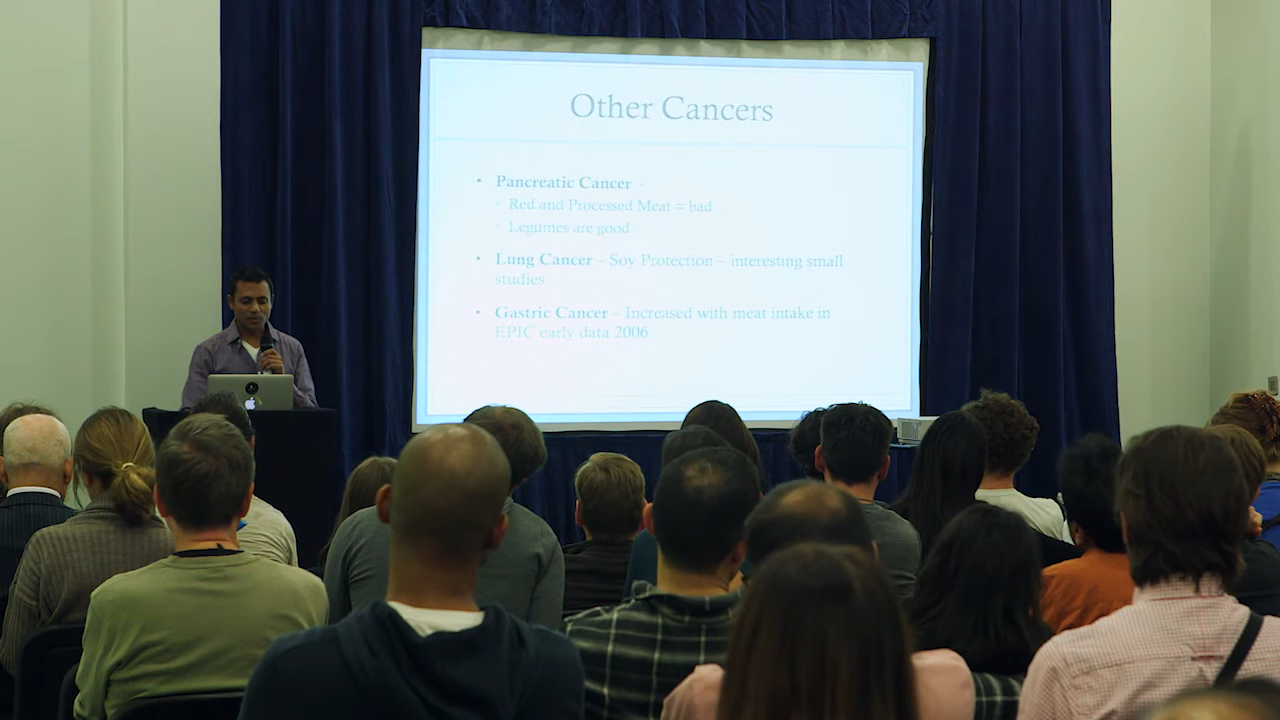 Other Cancers
• Pancreatic Cancer -
◦ Red and Processed Meat = bad
◦ Legumes are good
• Lung Cancer – Soy Protection – interesting small
studies
• Gastric Cancer – Increased with meat intake in
EPIC early data 2006